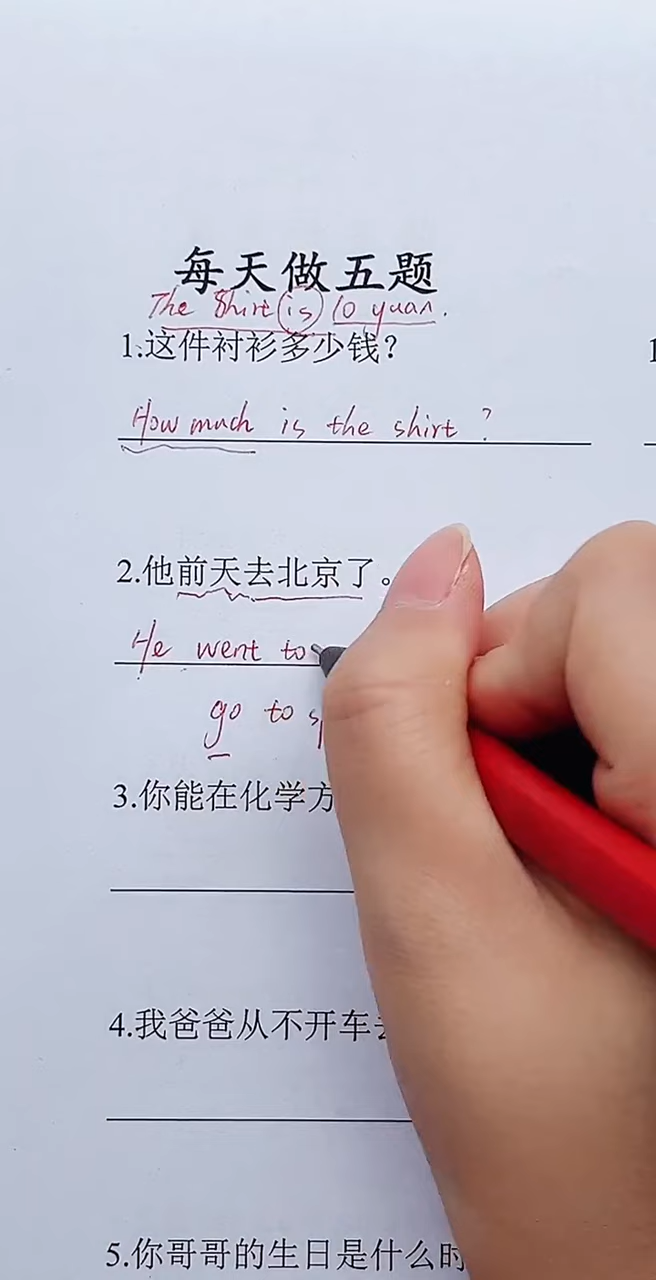 每天做五题
The Shirt is 10 yuan.
1.这件衬衫多少钱？
How much is the shirt ?
2.他前天去北京了。
He went to
go to
3.你能在化学方
4.我爸爸从不开车
5.你哥哥的生日是什么时